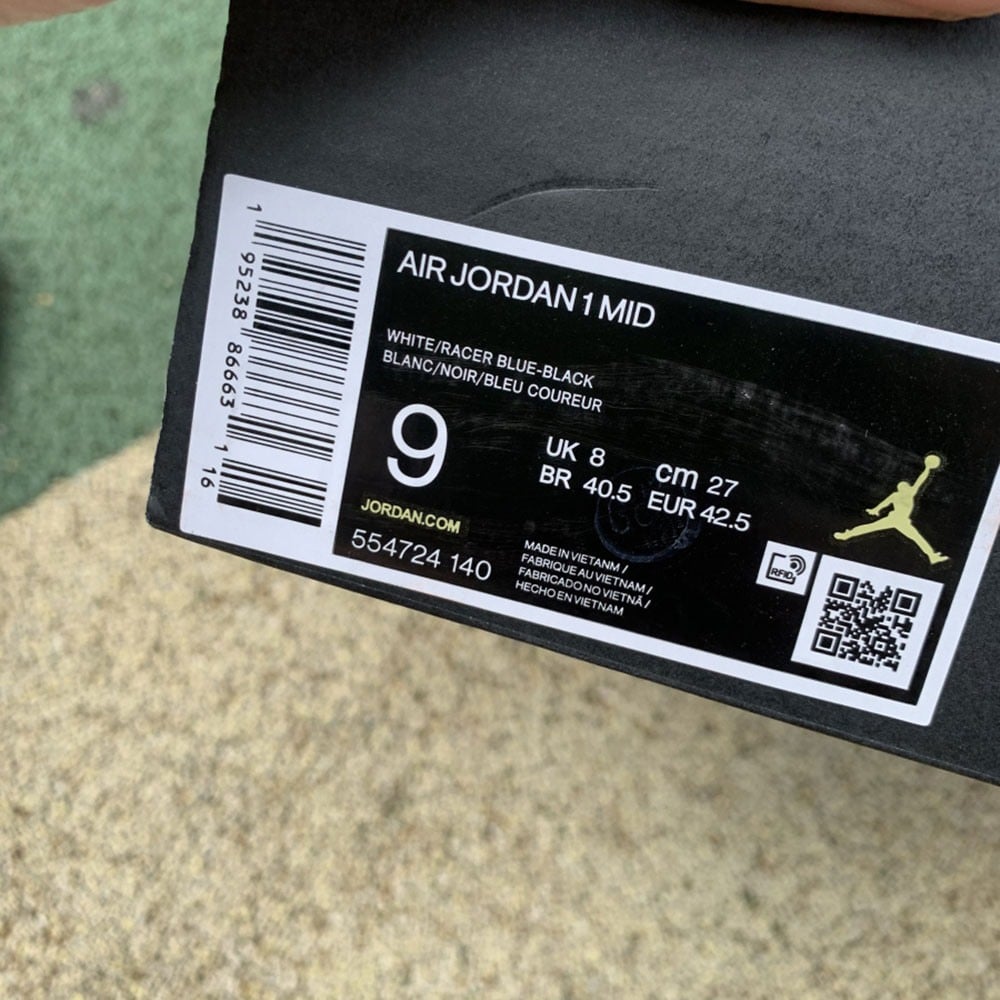 1 95238 86663 1 16
AIR JORDAN 1 MID
WHITE/RACER BLUE-BLACK
BLANC/NOIR/BLEU COUREUR
9
UK 8
cm 27
BR 40.5
EUR 42.5
JORDAN.COM
554724 140
MADE IN VIETANM /
FABRIQUE AU VIETNAM /
FABRICADO NO VIETNÃ /
HECHO EN VIETNAM
RFID